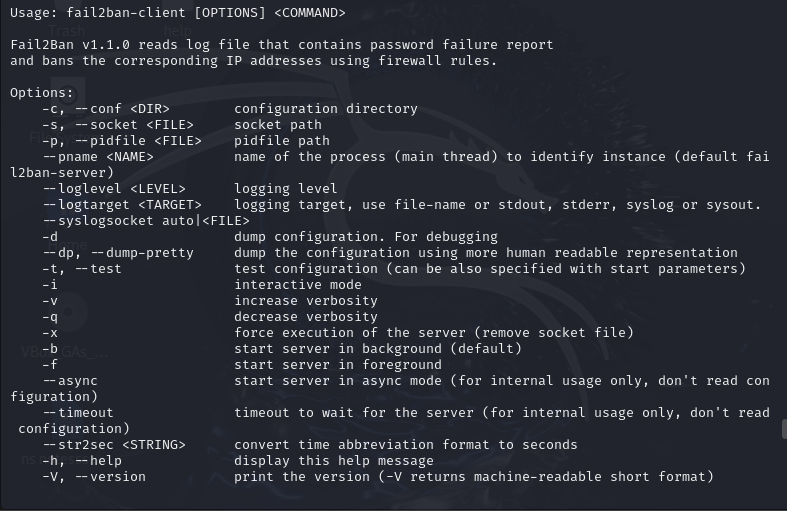 Usage: fail2ban-client [OPTIONS] <COMMAND>
Fail2Ban v1.1.0 reads log file that contains password failure report
and bans the corresponding IP addresses using firewall rules.
Options:
-c, --conf <DIR> configuration directory
-s, --socket <FILE> socket path
-p, --pidfile <FILE> pidfile path
--pname <NAME> name of the process (main thread) to identify instance (default fai
l2ban-server)
--loglevel <LEVEL> logging level
--logtarget <TARGET> logging target, use file-name or stdout, stderr, syslog or sysout.
--syslogsocket auto|<FILE>
-d dump configuration. For debugging
--dp, --dump-pretty dump the configuration using more human readable representation
-t, --test test configuration (can be also specified with start parameters)
-i interactive mode
-v increase verbosity
-q decrease verbosity
-x force execution of the server (remove socket file)
-b start server in background (default)
-f start server in foreground
--async start server in async mode (for internal usage only, don't read con
figuration)
--timeout timeout to wait for the server (for internal usage only, don't read
configuration)
--str2sec <STRING> convert time abbreviation format to seconds
-h, --help display this help message
-V, --version print the version (-V returns machine-readable short format)
Trash
help